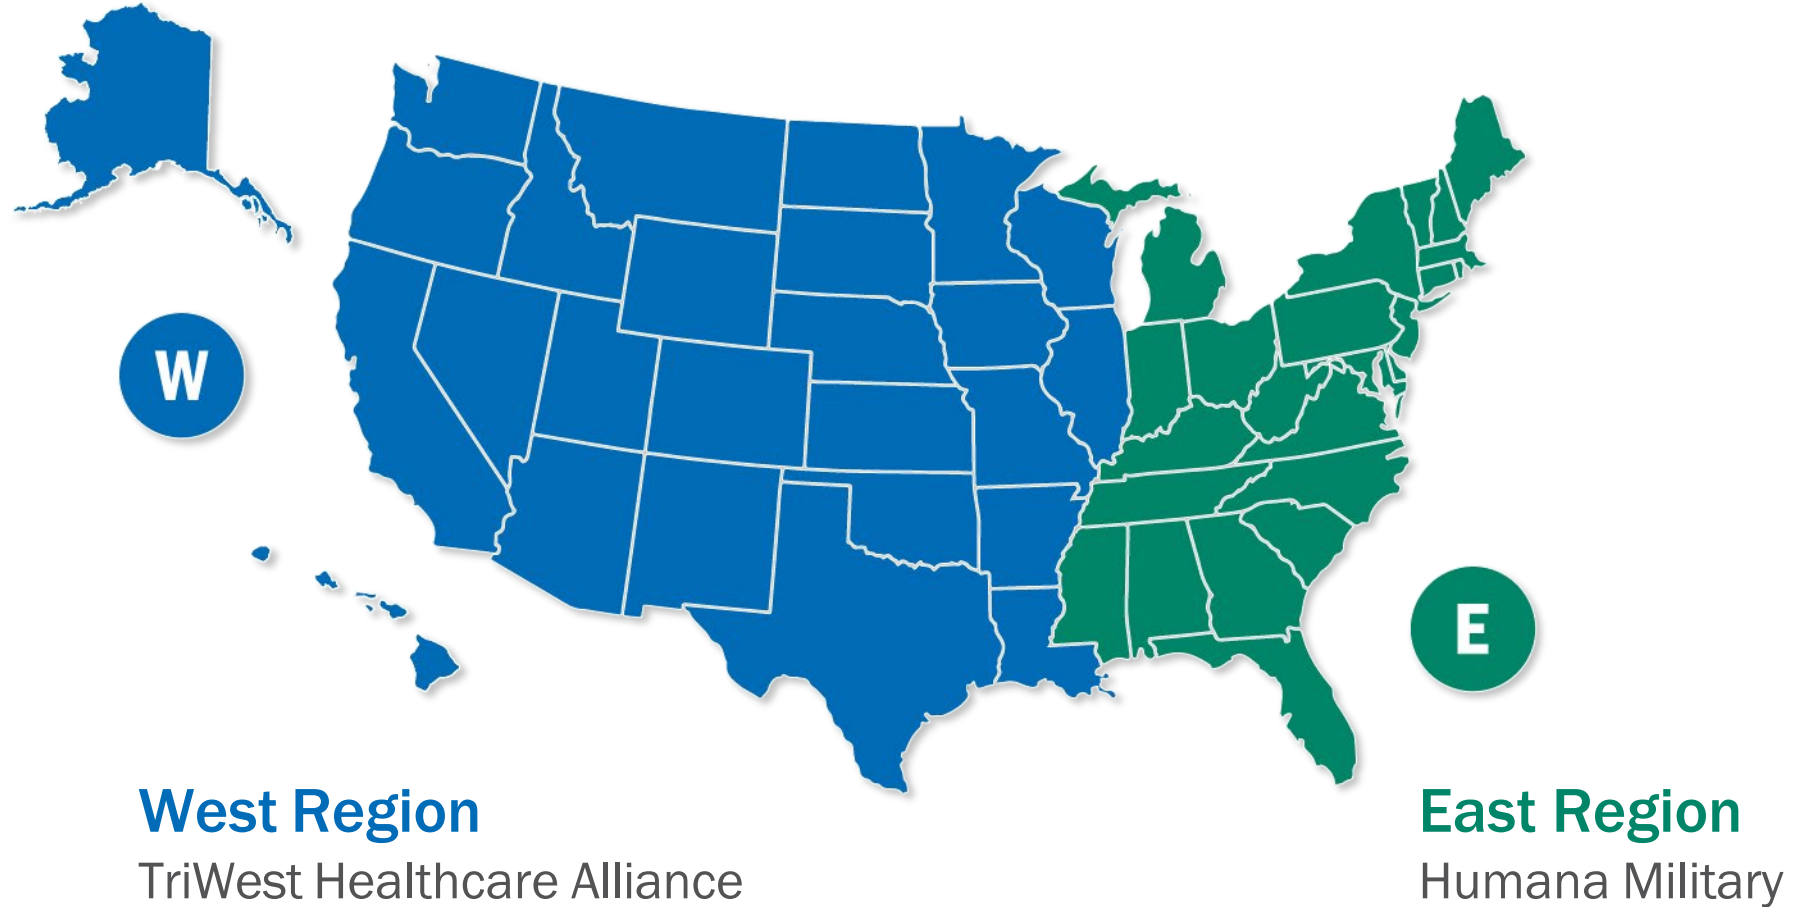 W
E
West Region
TriWest Healthcare Alliance
East Region
Humana Military